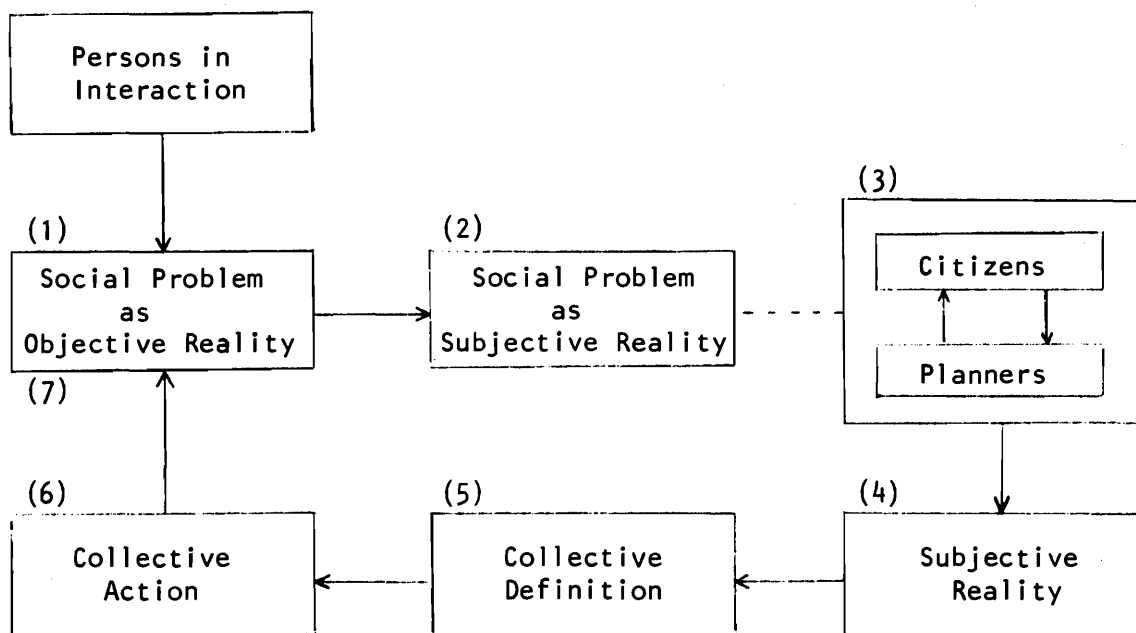 Persons in
Interaction
(1)
Social Problem
as
Objective Reality
(7)
(2)
Social Problem
as
Subjective Reality
(3)
Citizens
Planners
(4)
Subjective
Reality
(5)
Collective
Definition
(6)
Collective
Action